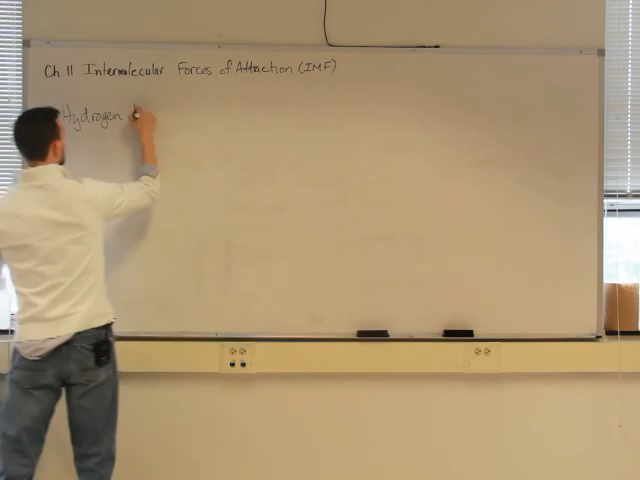 Ch 11 Intermolecular Forces of Attraction (IMF)
Hydrogen